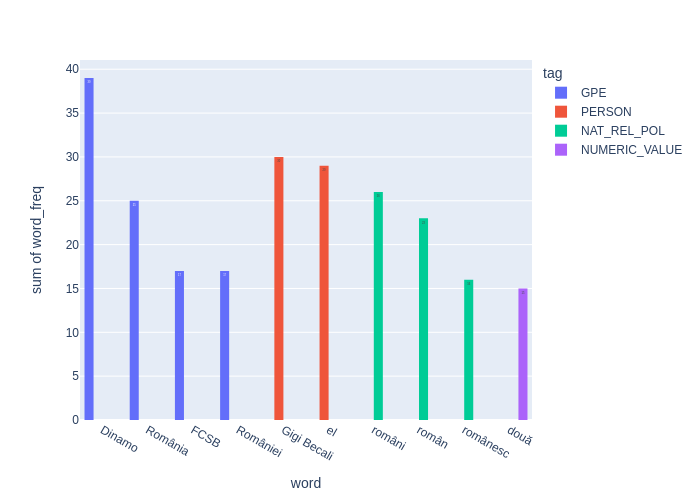 tag
GPE
PERSON
NAT_REL_POL
NUMERIC_VALUE
sum of word_freq
40
35
30
25
20
15
10
5
0
Dinamo
România
FCSB
României
Gigi Becali
el
români
român
românesc
două
word